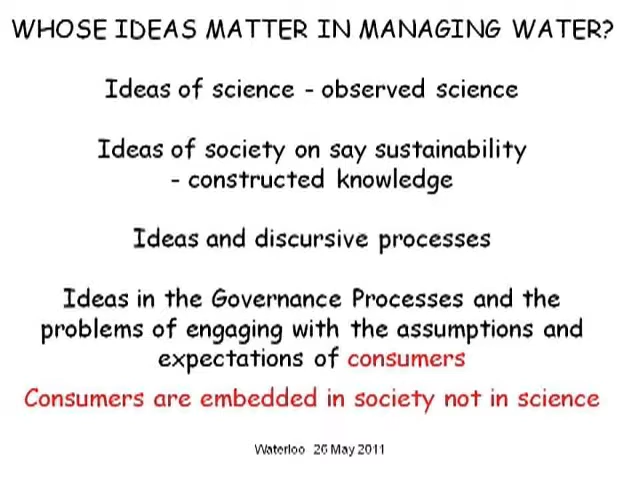 WHOSE IDEAS MATTER IN MANAGING WATER?
Ideas of science - observed science
Ideas of society on say sustainability
- constructed knowledge
Ideas and discursive processes
Ideas in the Governance Processes and the
problems of engaging with the assumptions and
expectations of consumers
Consumers are embedded in society not in science
Waterloo 26 May 2011